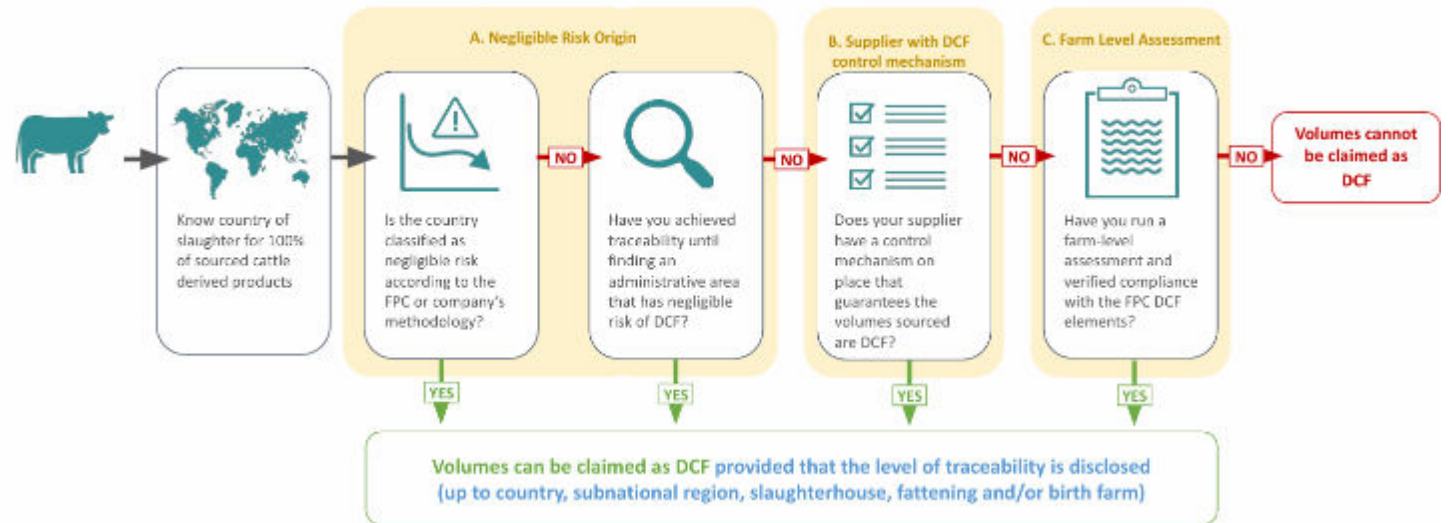 A. Negligible Risk Origin
B. Supplier with DCF
control mechanism
C. Farm Level Assessment
Know country of
slaughter for 100%
of sourced cattle
derived products
Is the country
classified as
negligible risk
according to the
FPC or company's
methodology?
NO
Have you achieved
traceability until
finding an
administrative area
that has negligible
risk of DCF?
NO
Does your supplier
have a control
mechanism on
place that
guarantees the
volumes sourced
are DCF?
NO
Have you run a
farm-level
assessment and
verified compliance
with the FPC DCF
elements?
NO
Volumes cannot
be claimed as
DCF
YES
YES
YES
YES
Volumes can be claimed as DCF provided that the level of traceability is disclosed
(up to country, subnational region, slaughterhouse, fattening and/or birth farm)